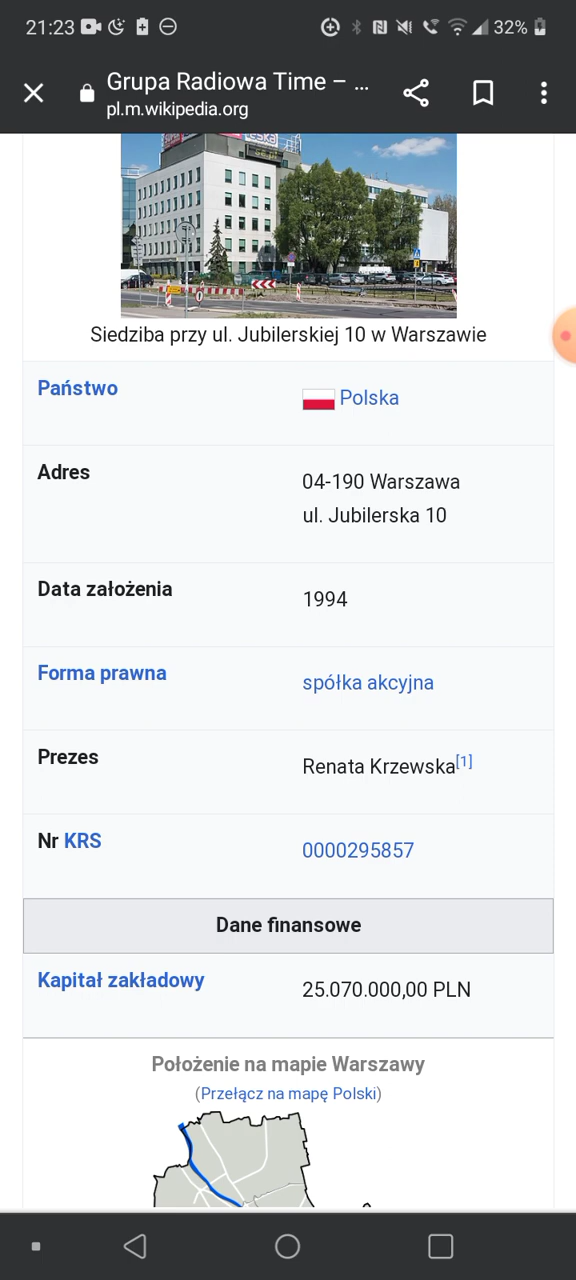 21:23
32%
Grupa Radiowa Time – ...
pl.m.wikipedia.org
Siedziba przy ul. Jubilerskiej 10 w Warszawie
Państwo
Polska
Adres
04-190 Warszawa
ul. Jubilerska 10
Data założenia
1994
Forma prawna
spółka akcyjna
Prezes
Renata Krzewska[1]
Nr KRS
0000295857
Dane finansowe
Kapitał zakładowy
25.070.000,00 PLN
Położenie na mapie Warszawy
(Przełącz na mapę Polski)